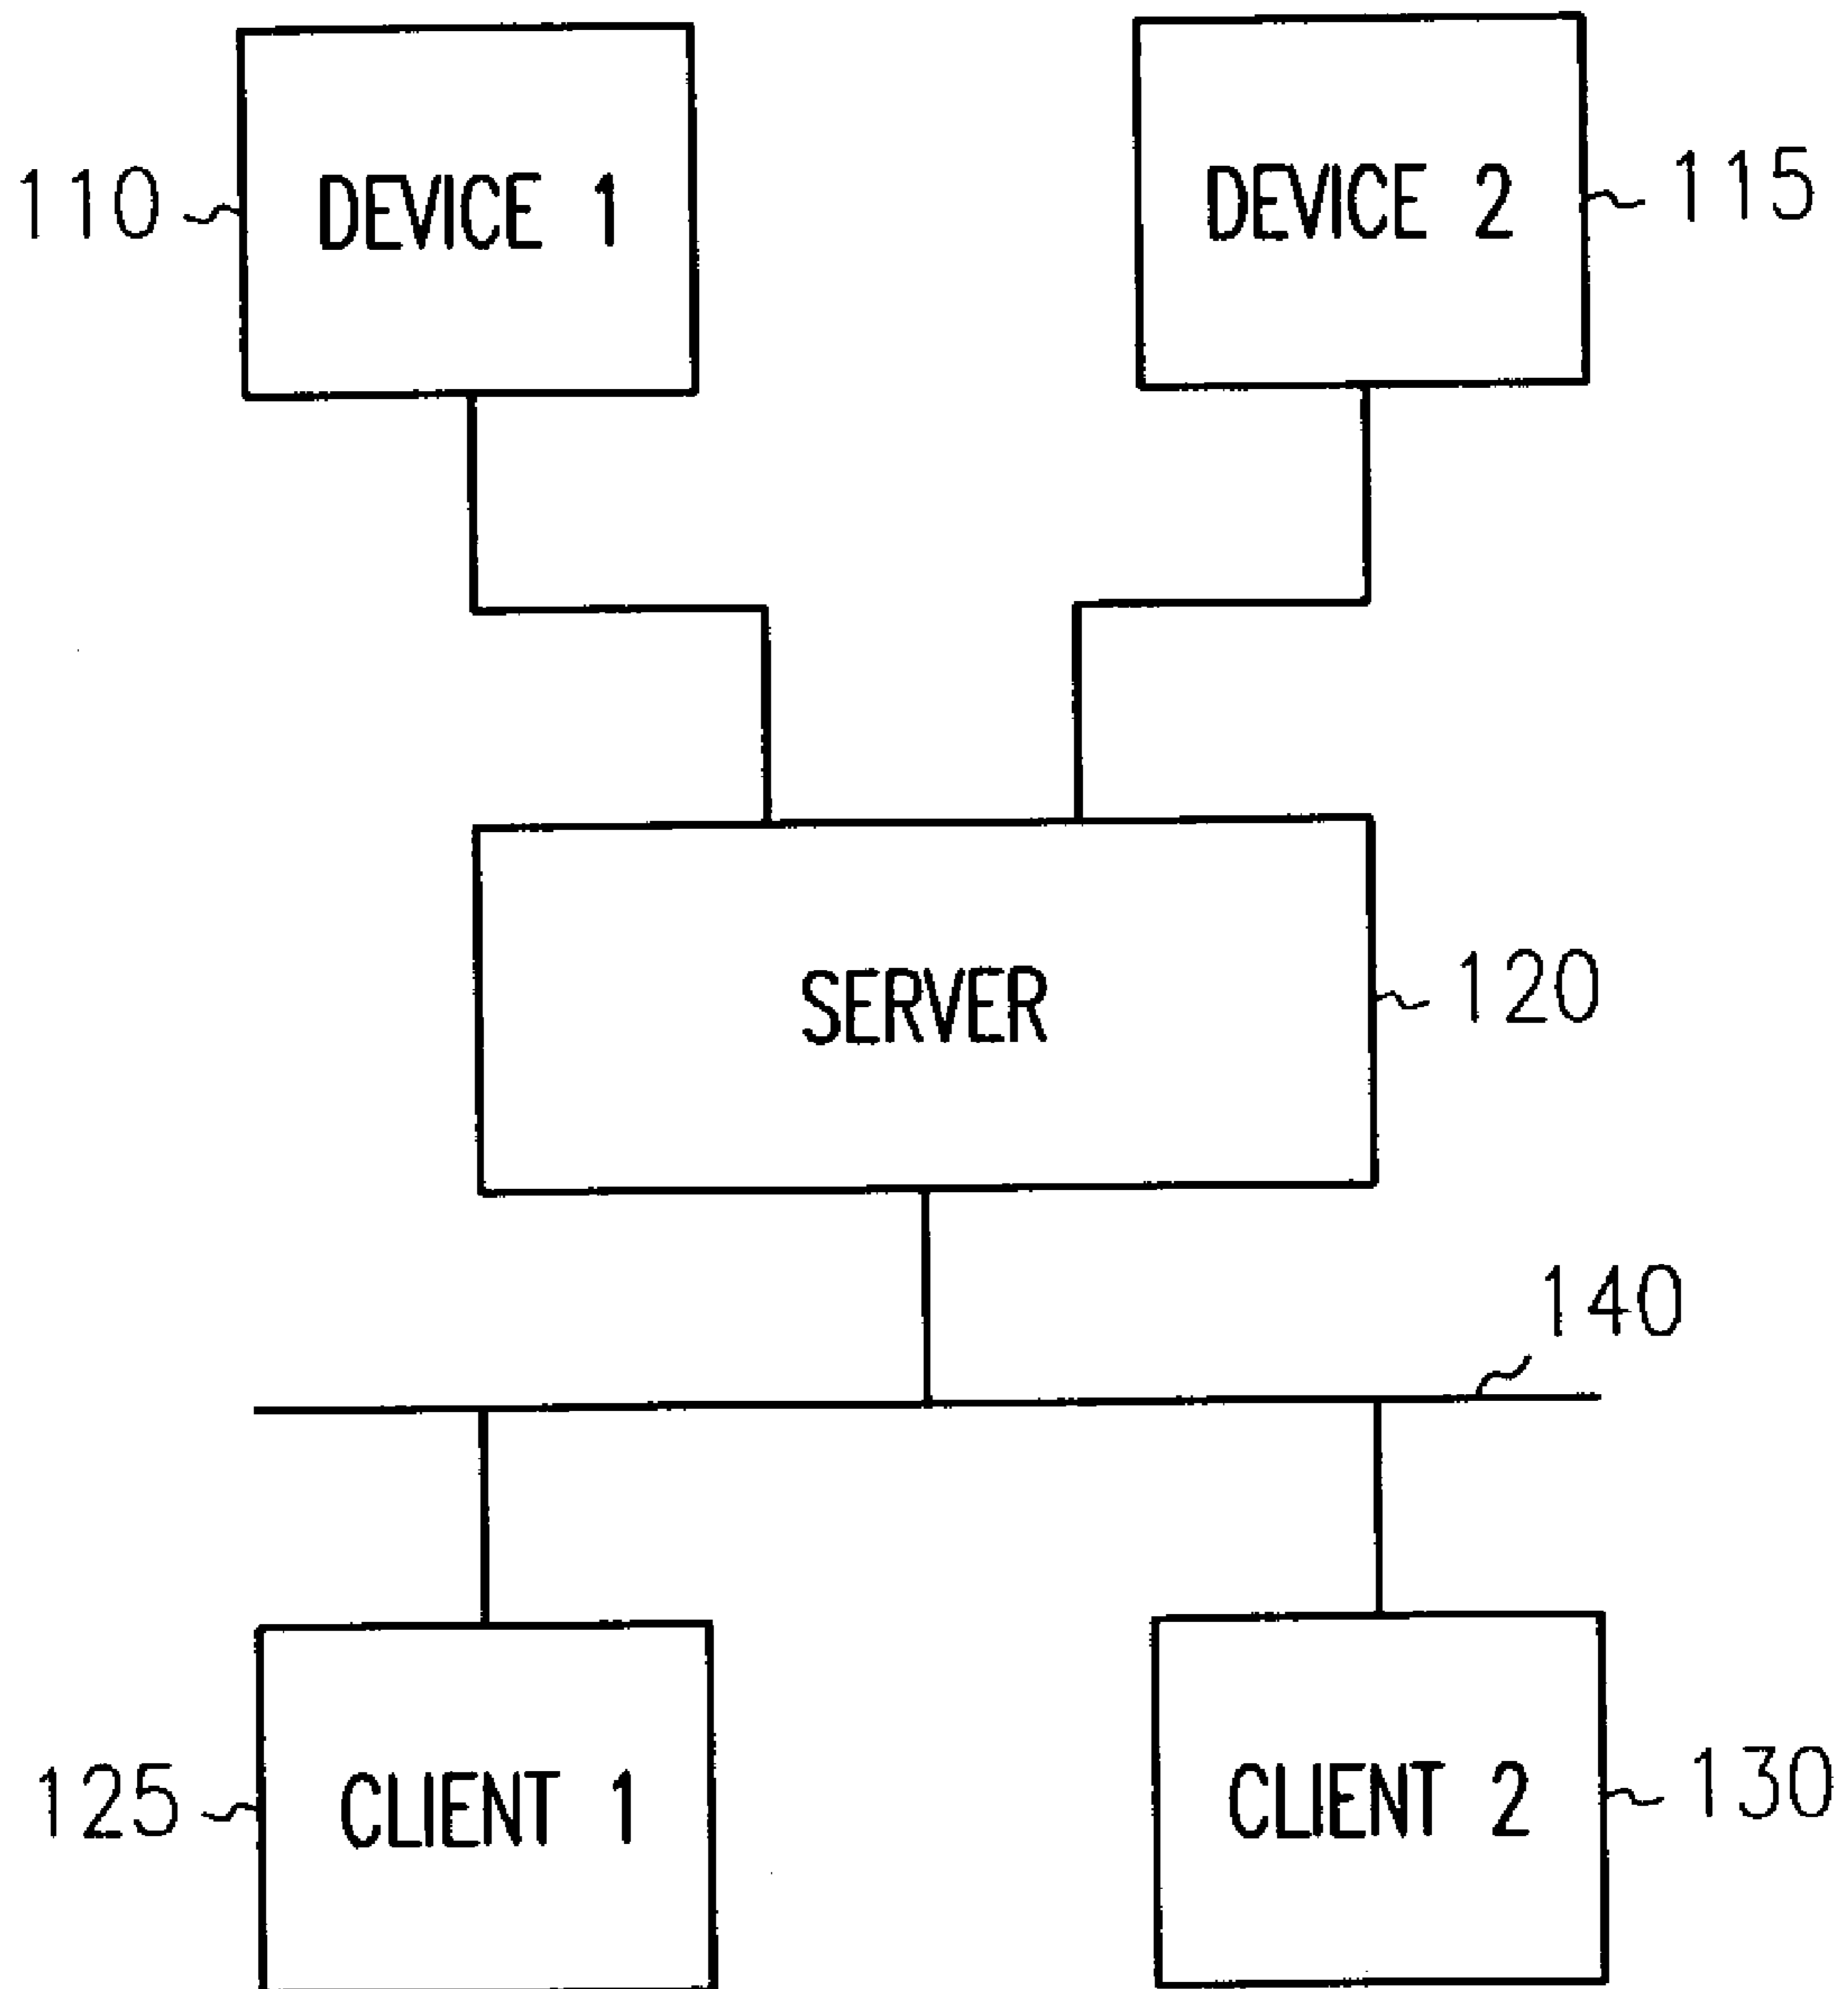 110
DEVICE 1
DEVICE 2
115
SERVER
120
140
125
CLIENT 1
CLIENT 2
130